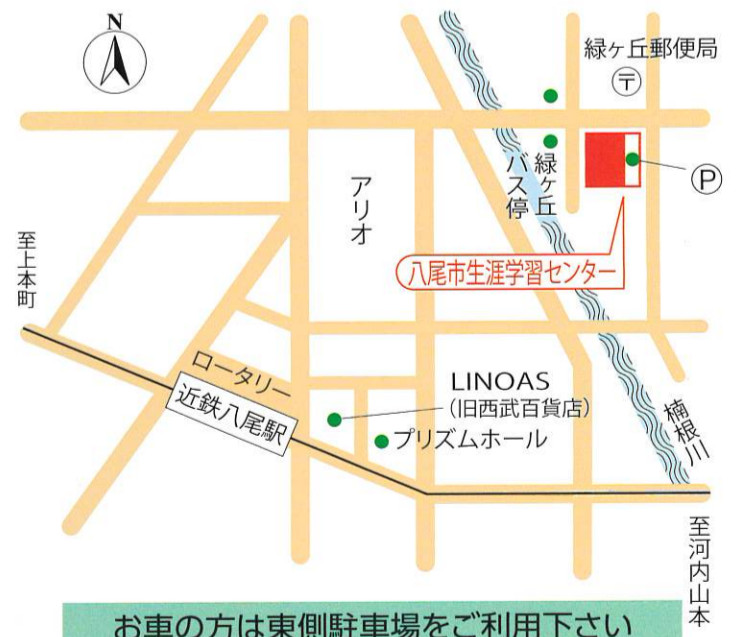 N
緑ヶ丘郵便局
〒
緑ヶ丘
バス停
P
アリオ
至上本町
八尾市生涯学習センター
ロータリー
近鉄八尾駅
LINOAS
(旧西武百貨店)
プリズムホール
楠根川
至河内山本
お車の方は東側駐車場をご利用下さい